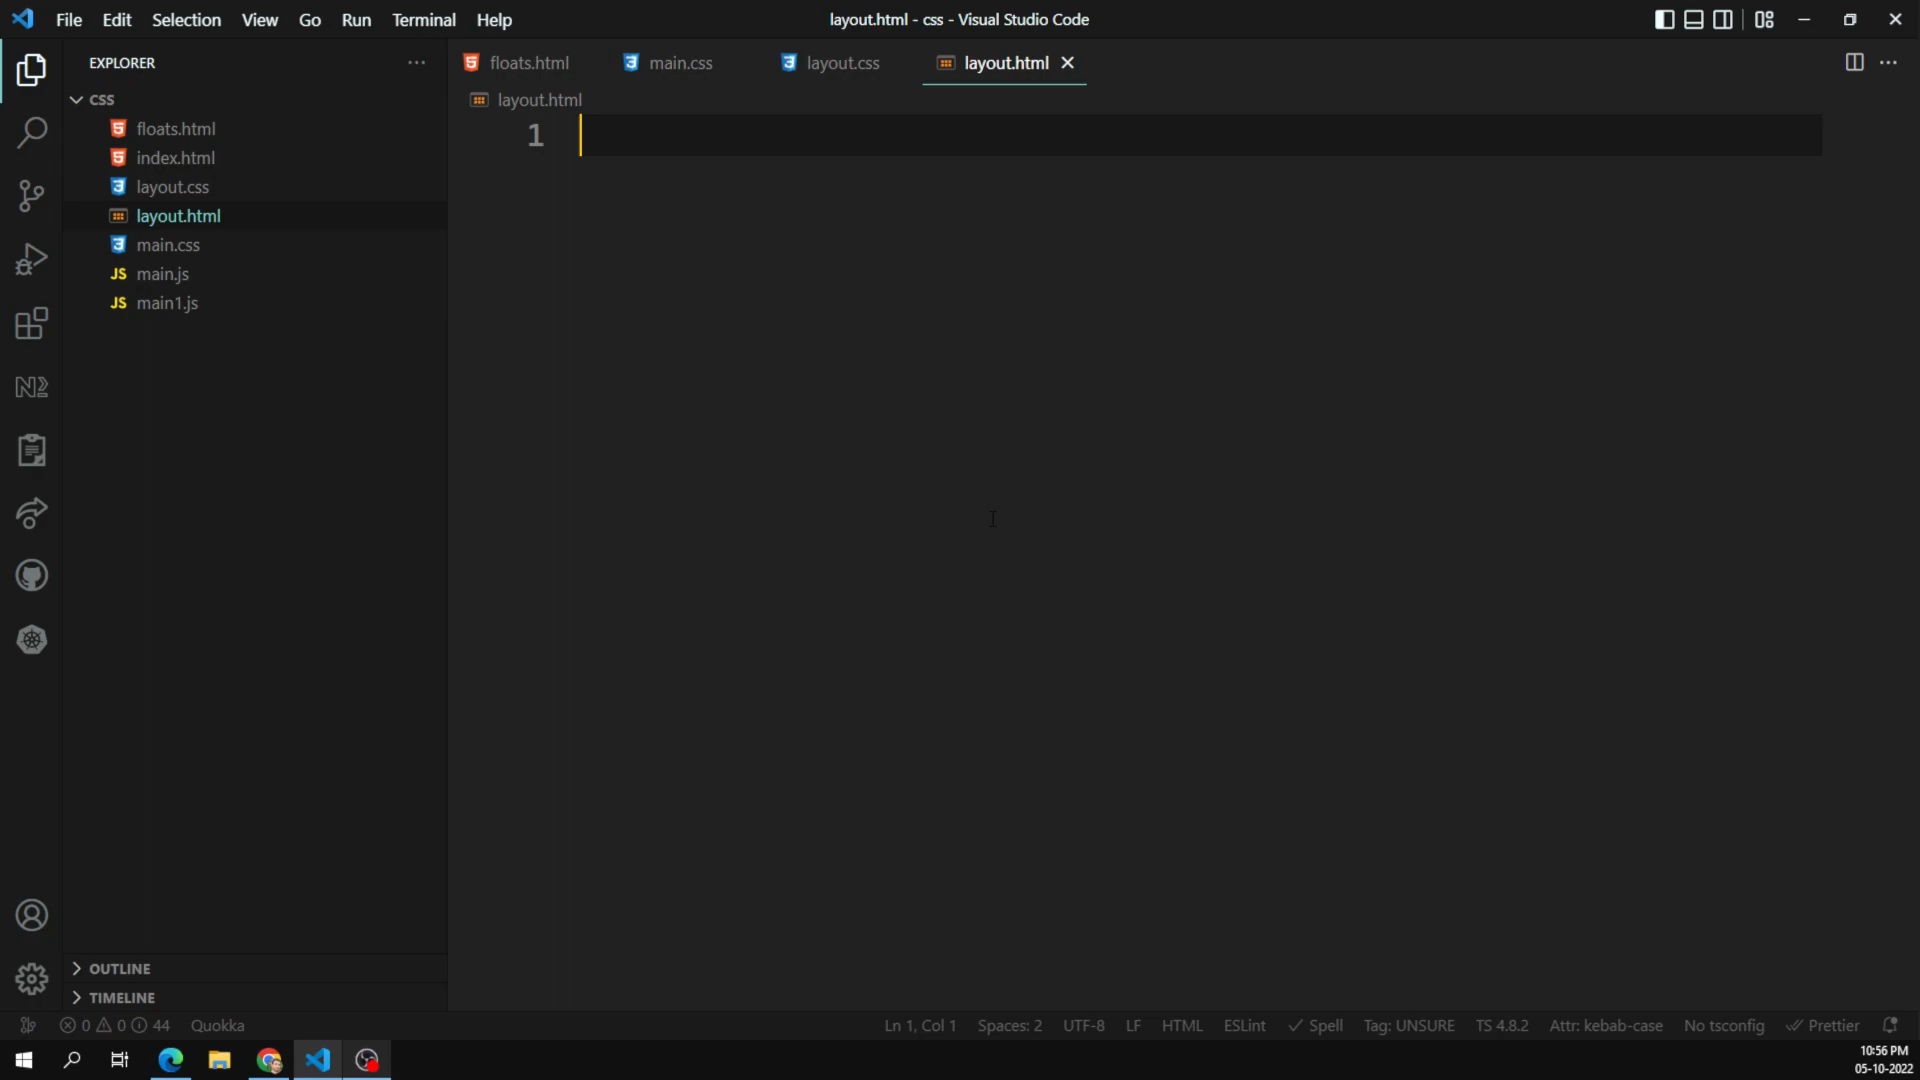 File Edit Selection View Go Run Terminal Help
layout.html - css - Visual Studio Code
EXPLORER
CSS
floats.html
index.html
layout.css
layout.html
main.css
JS main.js
JS main1.js
OUTLINE
TIMELINE
floats.html main.css layout.css layout.html
layout.html
1
0 0 44 Quokka
Ln 1, Col 1 Spaces: 2 UTF-8 LF HTML ESLint Spell Tag: UNSURE TS 4.8.2 Attr: kebab-case No tsconfig Prettier
10:56 PM
05-10-2022